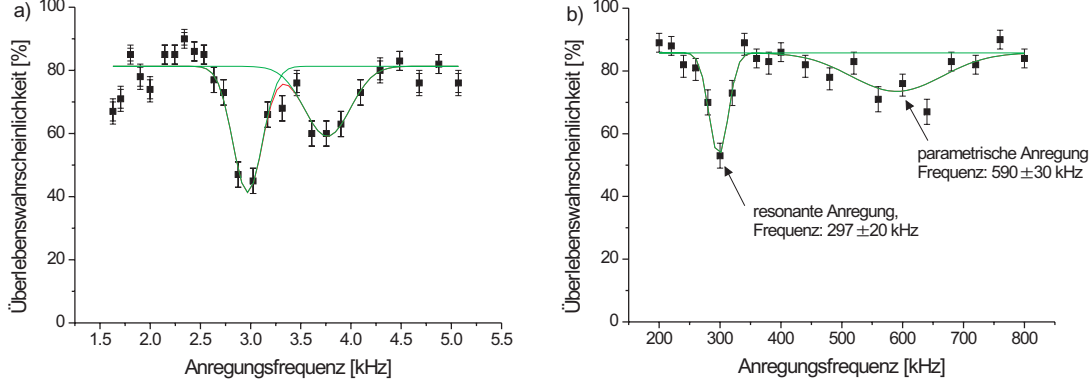 a)
Überlebenswahrscheinlichkeit [%]
100
80
60
40
20
0
1.5 2.0 2.5 3.0 3.5 4.0 4.5 5.0 5.5
Anregungsfrequenz [kHz]
b)
Überlebenswahrscheinlichkeit [%]
100
80
60
40
20
0
parametrische Anregung
Frequenz: 590 ±30 kHz
resonante Anregung,
Frequenz: 297 ±20 kHz
200 300 400 500 600 700 800
Anregungsfrequenz [kHz]